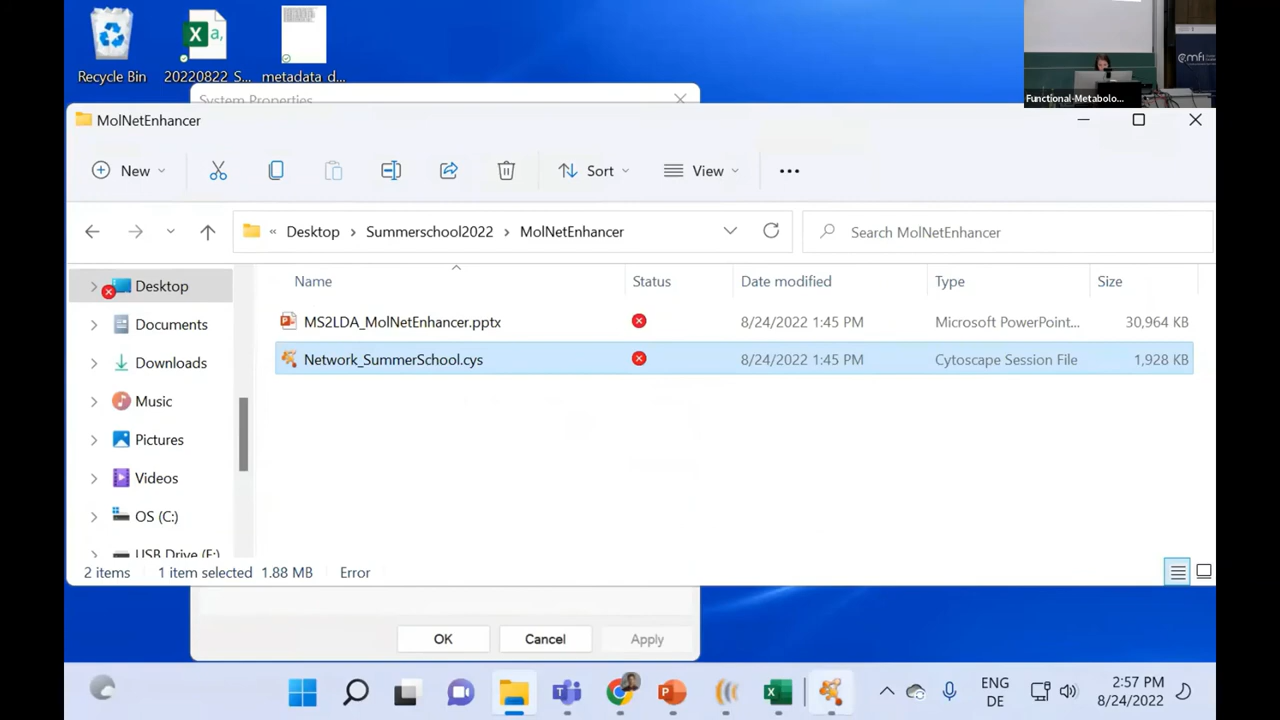 Recycle Bin
20220822 S...
metadata_d...
Functional-Metabolo...
cmfi
System Properties
MolNetEnhancer
New
Sort
View
Desktop
Summerschool2022
MolNetEnhancer
Search MolNetEnhancer
Name
Status
Date modified
Type
Size
Desktop
Documents
Downloads
Music
Pictures
Videos
OS (C:)
USB Drive (F:)
MS2LDA_MolNetEnhancer.pptx
8/24/2022 1:45 PM
Microsoft PowerPoint...
30,964 KB
Network_SummerSchool.cys
8/24/2022 1:45 PM
Cytoscape Session File
1,928 KB
2 items
1 item selected
1.88 MB
Error
OK
Cancel
Apply
ENG
DE
2:57 PM
8/24/2022